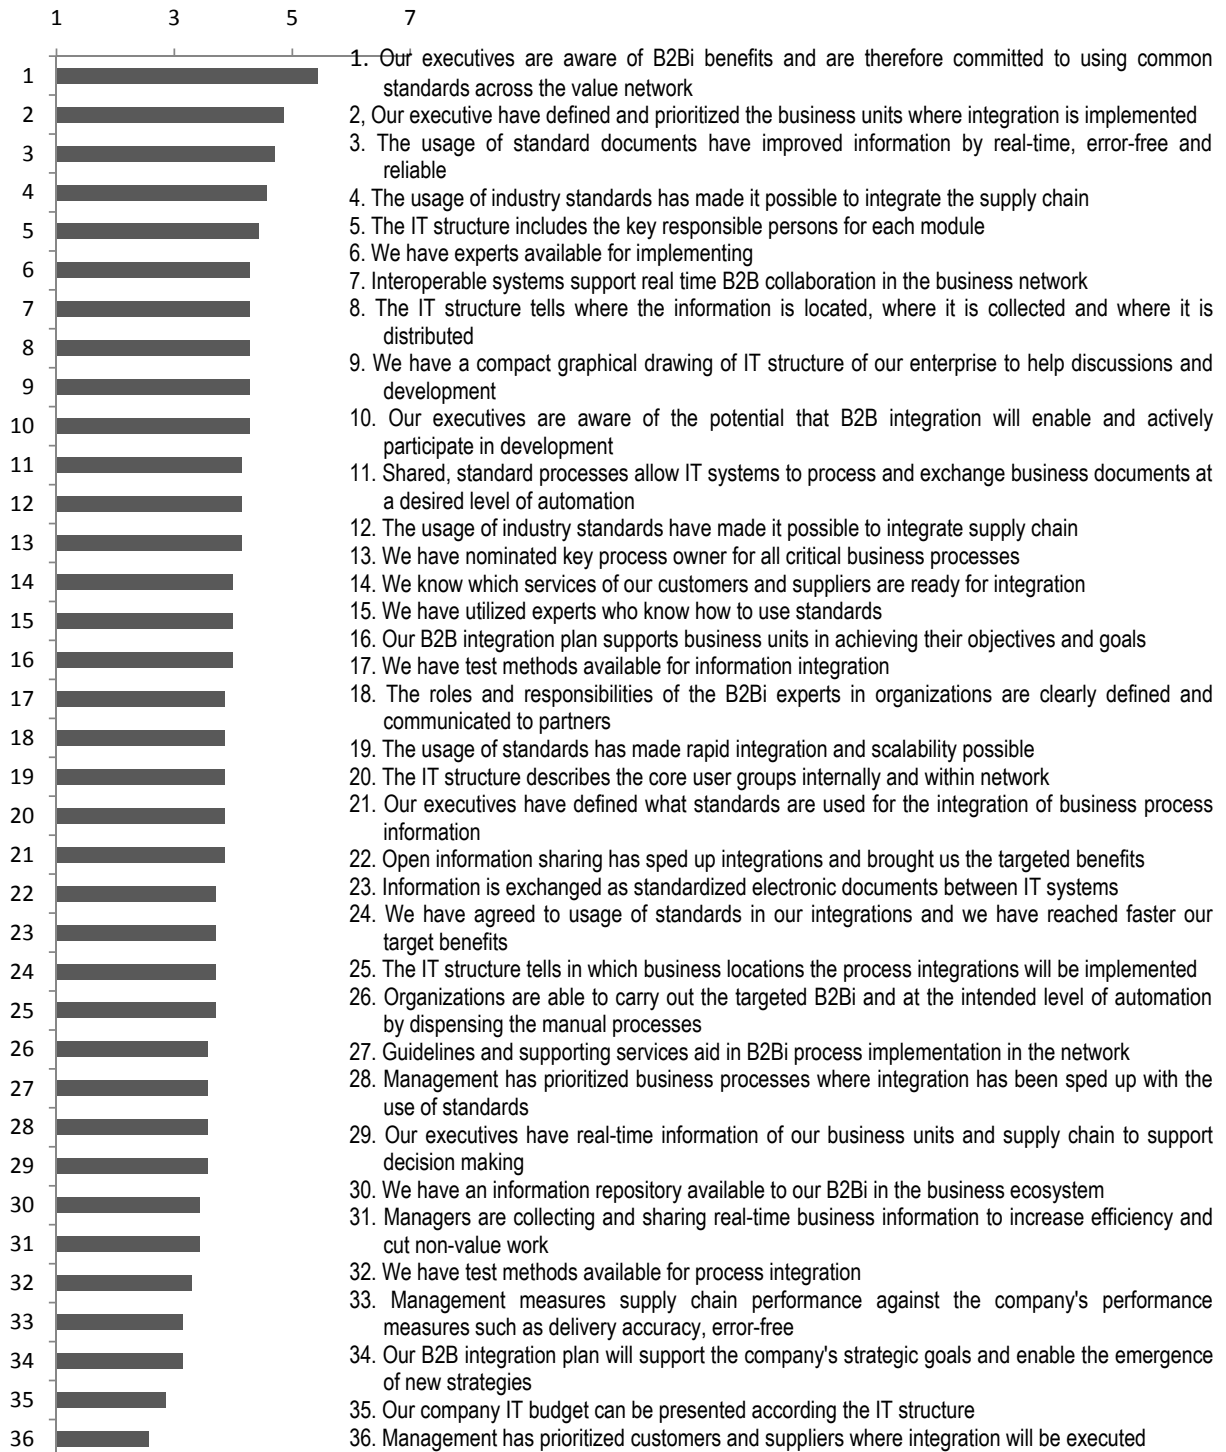 1 3 5 7
1
2
3
4
5
6
7
8
9
10
11
12
13
14
15
16
17
18
19
20
21
22
23
24
25
26
27
28
29
30
31
32
33
34
35
36
1. Our executives are aware of B2Bi benefits and are therefore committed to using common
standards across the value network
2, Our executive have defined and prioritized the business units where integration is implemented
3. The usage of standard documents have improved information by real-time, error-free and
reliable
4. The usage of industry standards has made it possible to integrate the supply chain
5. The IT structure includes the key responsible persons for each module
6. We have experts available for implementing
7. Interoperable systems support real time B2B collaboration in the business network
8. The IT structure tells where the information is located, where it is collected and where it is
distributed
9. We have a compact graphical drawing of IT structure of our enterprise to help discussions and
development
10. Our executives are aware of the potential that B2B integration will enable and actively
participate in development
11. Shared, standard processes allow IT systems to process and exchange business documents at
a desired level of automation
12. The usage of industry standards have made it possible to integrate supply chain
13. We have nominated key process owner for all critical business processes
14. We know which services of our customers and suppliers are ready for integration
15. We have utilized experts who know how to use standards
16. Our B2B integration plan supports business units in achieving their objectives and goals
17. We have test methods available for information integration
18. The roles and responsibilities of the B2Bi experts in organizations are clearly defined and
communicated to partners
19. The usage of standards has made rapid integration and scalability possible
20. The IT structure describes the core user groups internally and within network
21. Our executives have defined what standards are used for the integration of business process
information
22. Open information sharing has sped up integrations and brought us the targeted benefits
23. Information is exchanged as standardized electronic documents between IT systems
24. We have agreed to usage of standards in our integrations and we have reached faster our
target benefits
25. The IT structure tells in which business locations the process integrations will be implemented
26. Organizations are able to carry out the targeted B2Bi and at the intended level of automation
by dispensing the manual processes
27. Guidelines and supporting services aid in B2Bi process implementation in the network
28. Management has prioritized business processes where integration has been sped up with the
use of standards
29. Our executives have real-time information of our business units and supply chain to support
decision making
30. We have an information repository available to our B2Bi in the business ecosystem
31. Managers are collecting and sharing real-time business information to increase efficiency and
cut non-value work
32. We have test methods available for process integration
33. Management measures supply chain performance against the company's performance
measures such as delivery accuracy, error-free
34. Our B2B integration plan will support the company's strategic goals and enable the emergence
of new strategies
35. Our company IT budget can be presented according the IT structure
36. Management has prioritized customers and suppliers where integration will be executed